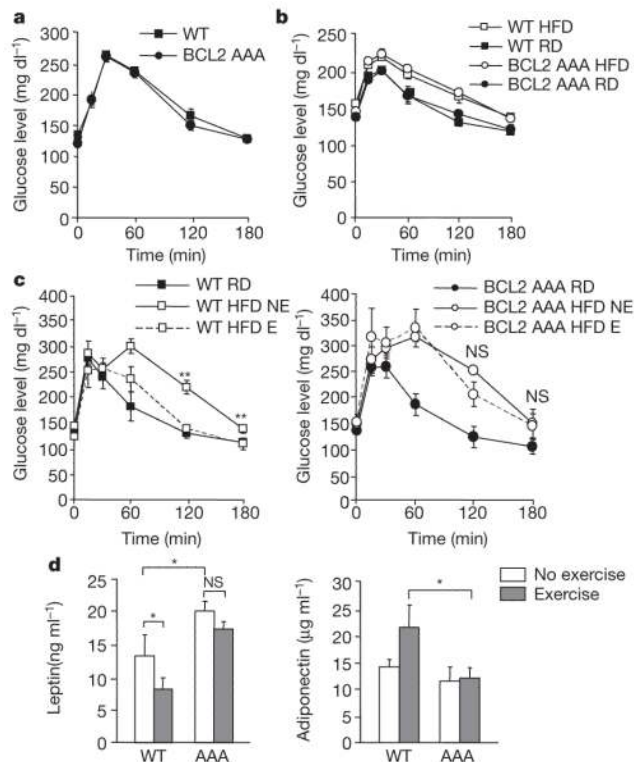 a
WT
BCL2 AAA
Glucose level (mg dl−1)
300
250
200
150
100
50
0
0 60 120 180
Time (min)
b
WT HFD
WT RD
BCL2 AAA HFD
BCL2 AAA RD
Glucose level (mg dl−1)
250
200
150
100
50
0
0 60 120 180
Time (min)
c
WT RD
WT HFD NE
WT HFD E
Glucose level (mg dl−1)
400
350
300
250
200
150
100
50
0
**
**
0 60 120 180
Time (min)
BCL2 AAA RD
BCL2 AAA HFD NE
BCL2 AAA HFD E
Glucose level (mg dl−1)
400
350
300
250
200
150
100
50
0
NS
NS
0 60 120 180
Time (min)
d
Leptin(ng ml−1)
25
20
15
10
5
0
*
*
NS
WT AAA
Adiponectin (μg ml−1)
30
25
20
15
10
5
0
*
WT AAA
No exercise
Exercise